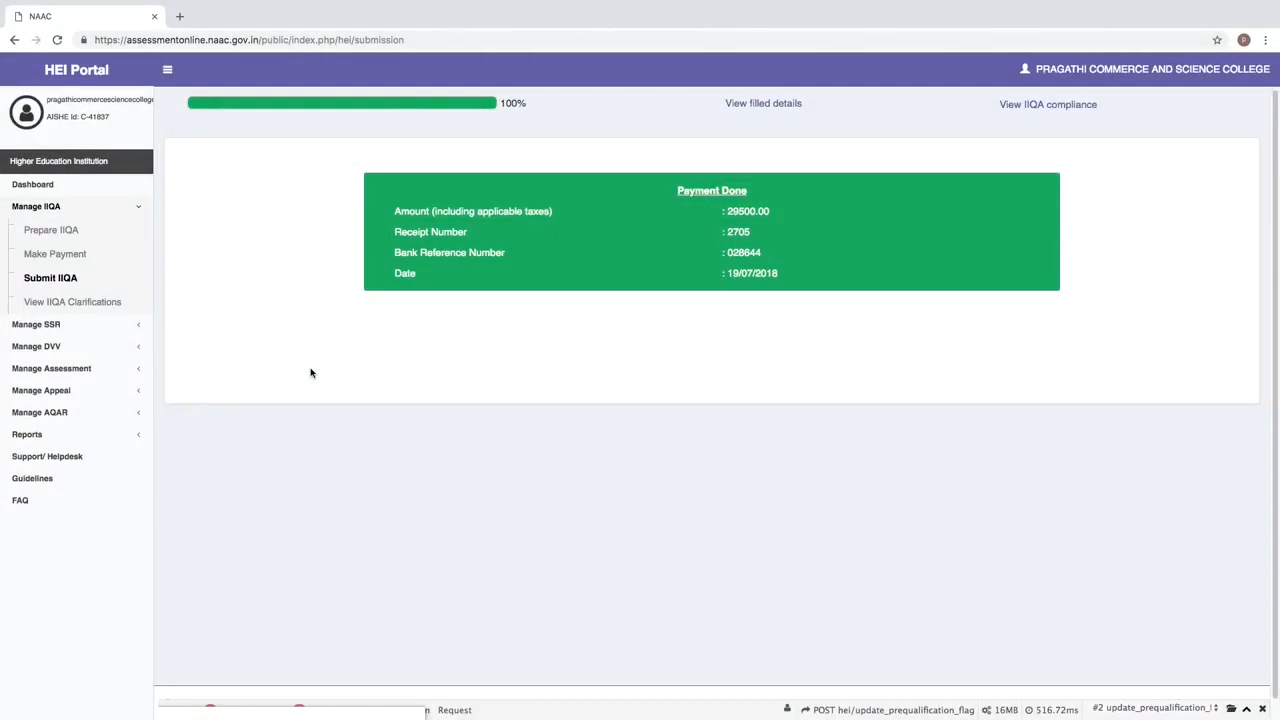 NAAC
https://assessmentonline.naac.gov.in/public/index.php/hei/submission
P
HEI Portal
PRAGATHI COMMERCE AND SCIENCE COLLEGE
pragathicommercesciencecollege
AISHE Id: C-41837
100%
View filled details
View IIQA compliance
Higher Education Institution
Dashboard
Manage IIQA
Prepare IIQA
Make Payment
Submit IIQA
View IIQA Clarifications
Manage SSR
Manage DVV
Manage Assessment
Manage Appeal
Manage AQAR
Reports
Support/ Helpdesk
Guidelines
FAQ
Payment Done
Amount (including applicable taxes) : 29500.00
Receipt Number : 2705
Bank Reference Number : 028644
Date : 19/07/2018
Request
POST hei/update_prequalification_flag
16MB
516.72ms
#2 update_prequalification_